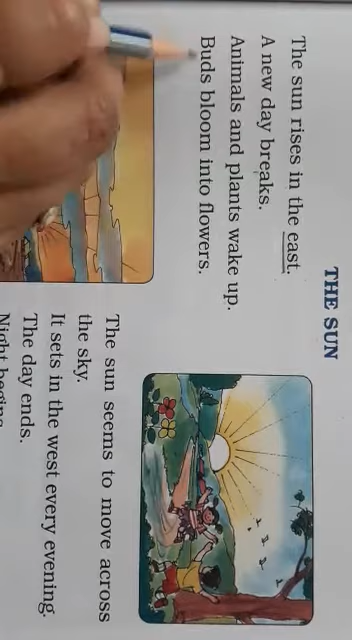 THE SUN
The sun rises in the east.
A new day breaks.
Animals and plants wake up.
Buds bloom into flowers.
The sun seems to move across
the sky.
It sets in the west every evening.
The day ends.
Night begins